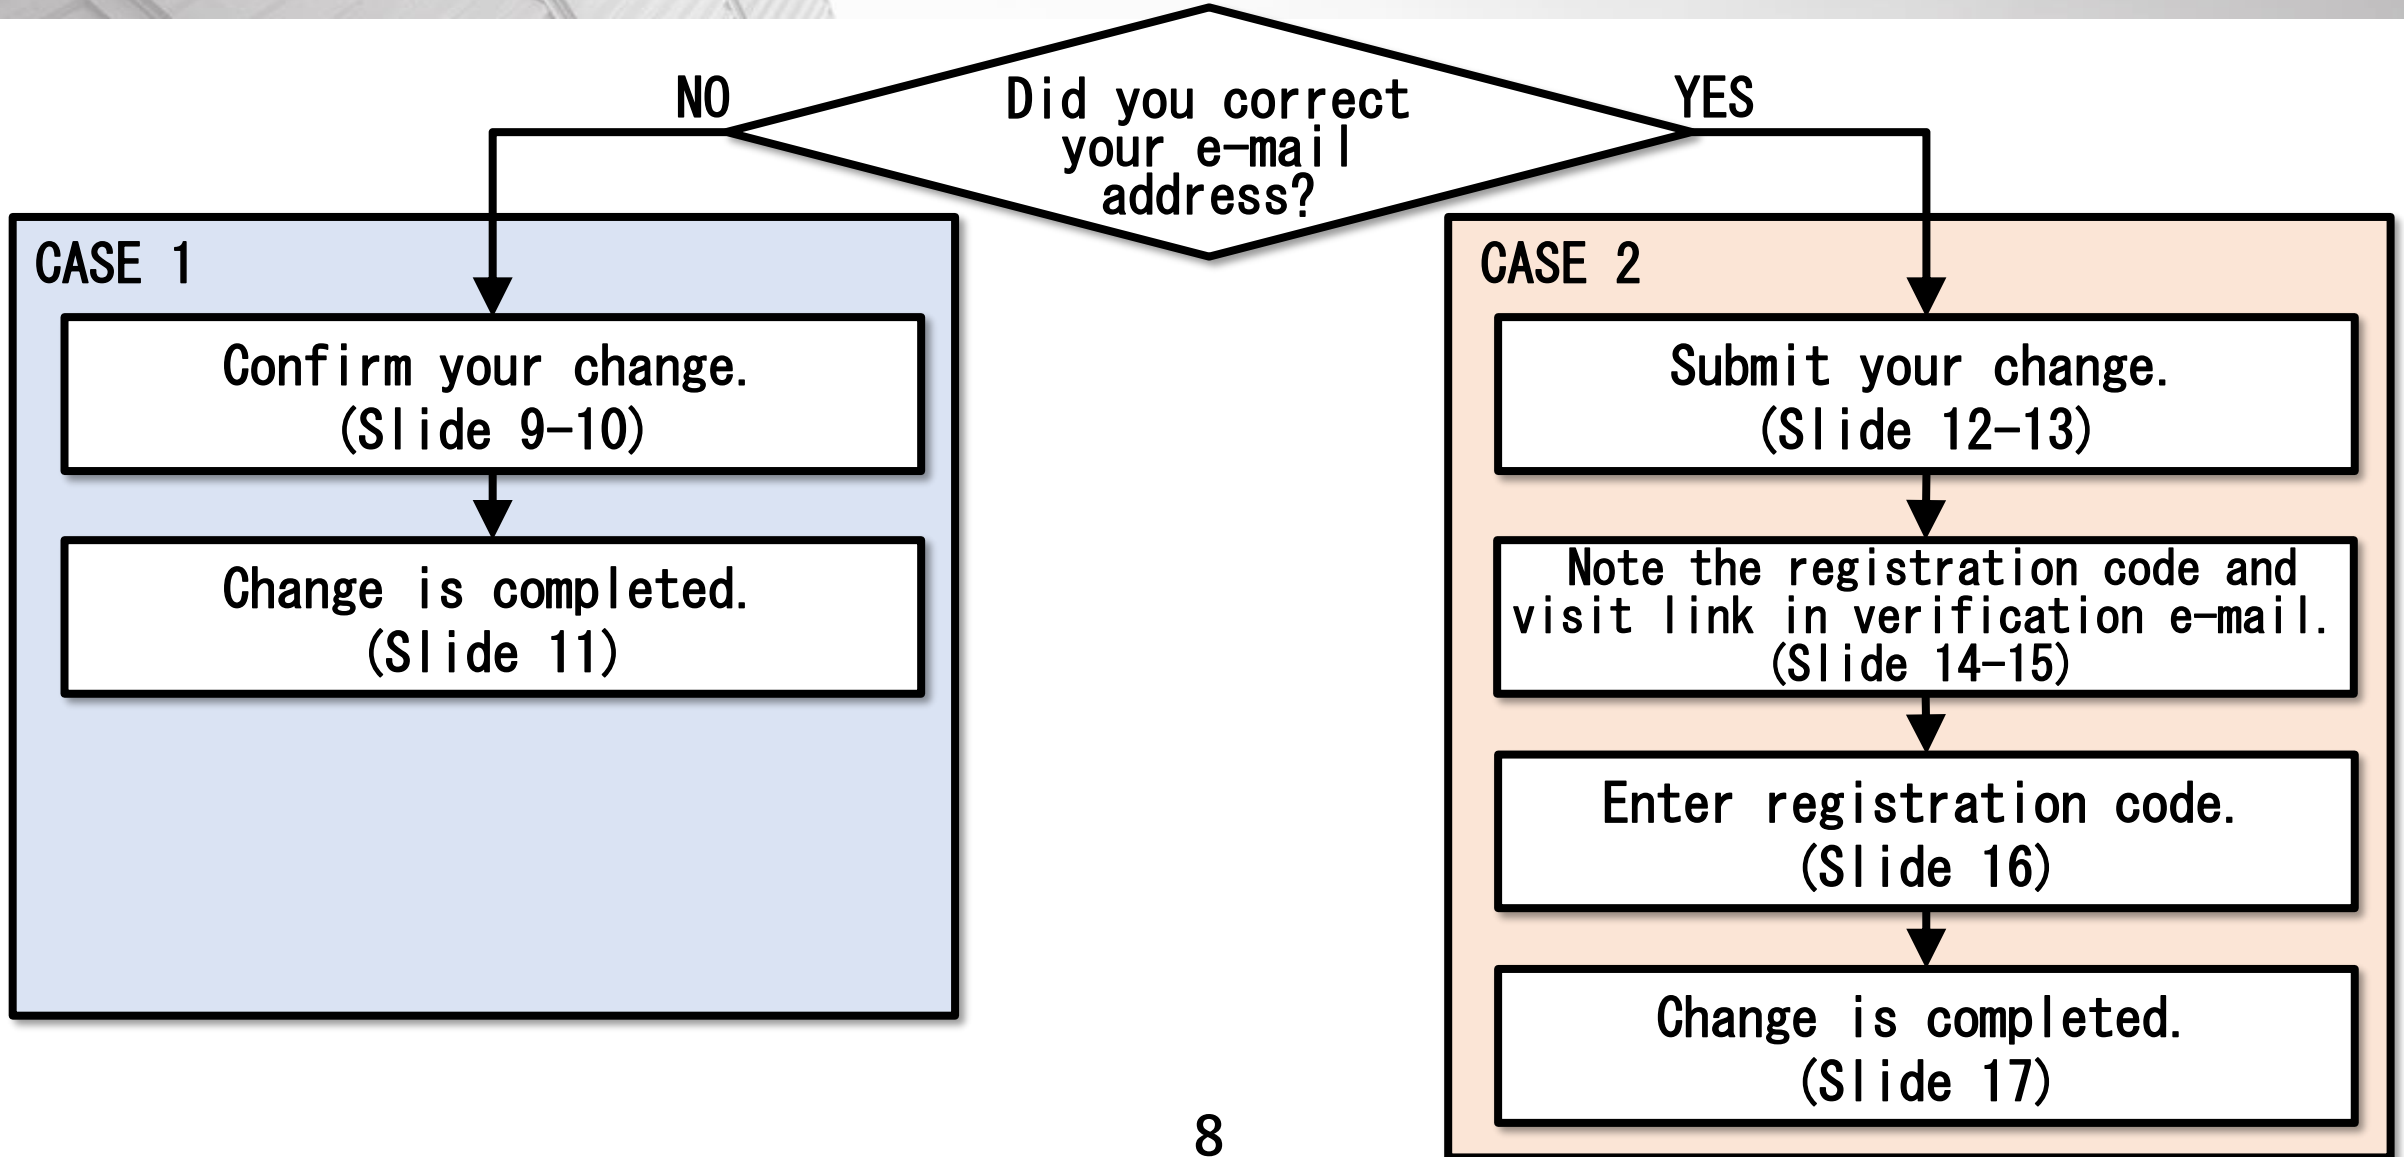 Did you correct
your e-mail
address?
NO
YES
CASE 1
Confirm your change.
(Slide 9-10)
Change is completed.
(Slide 11)
CASE 2
Submit your change.
(Slide 12-13)
Note the registration code and
visit link in verification e-mail.
(Slide 14-15)
Enter registration code.
(Slide 16)
Change is completed.
(Slide 17)
8